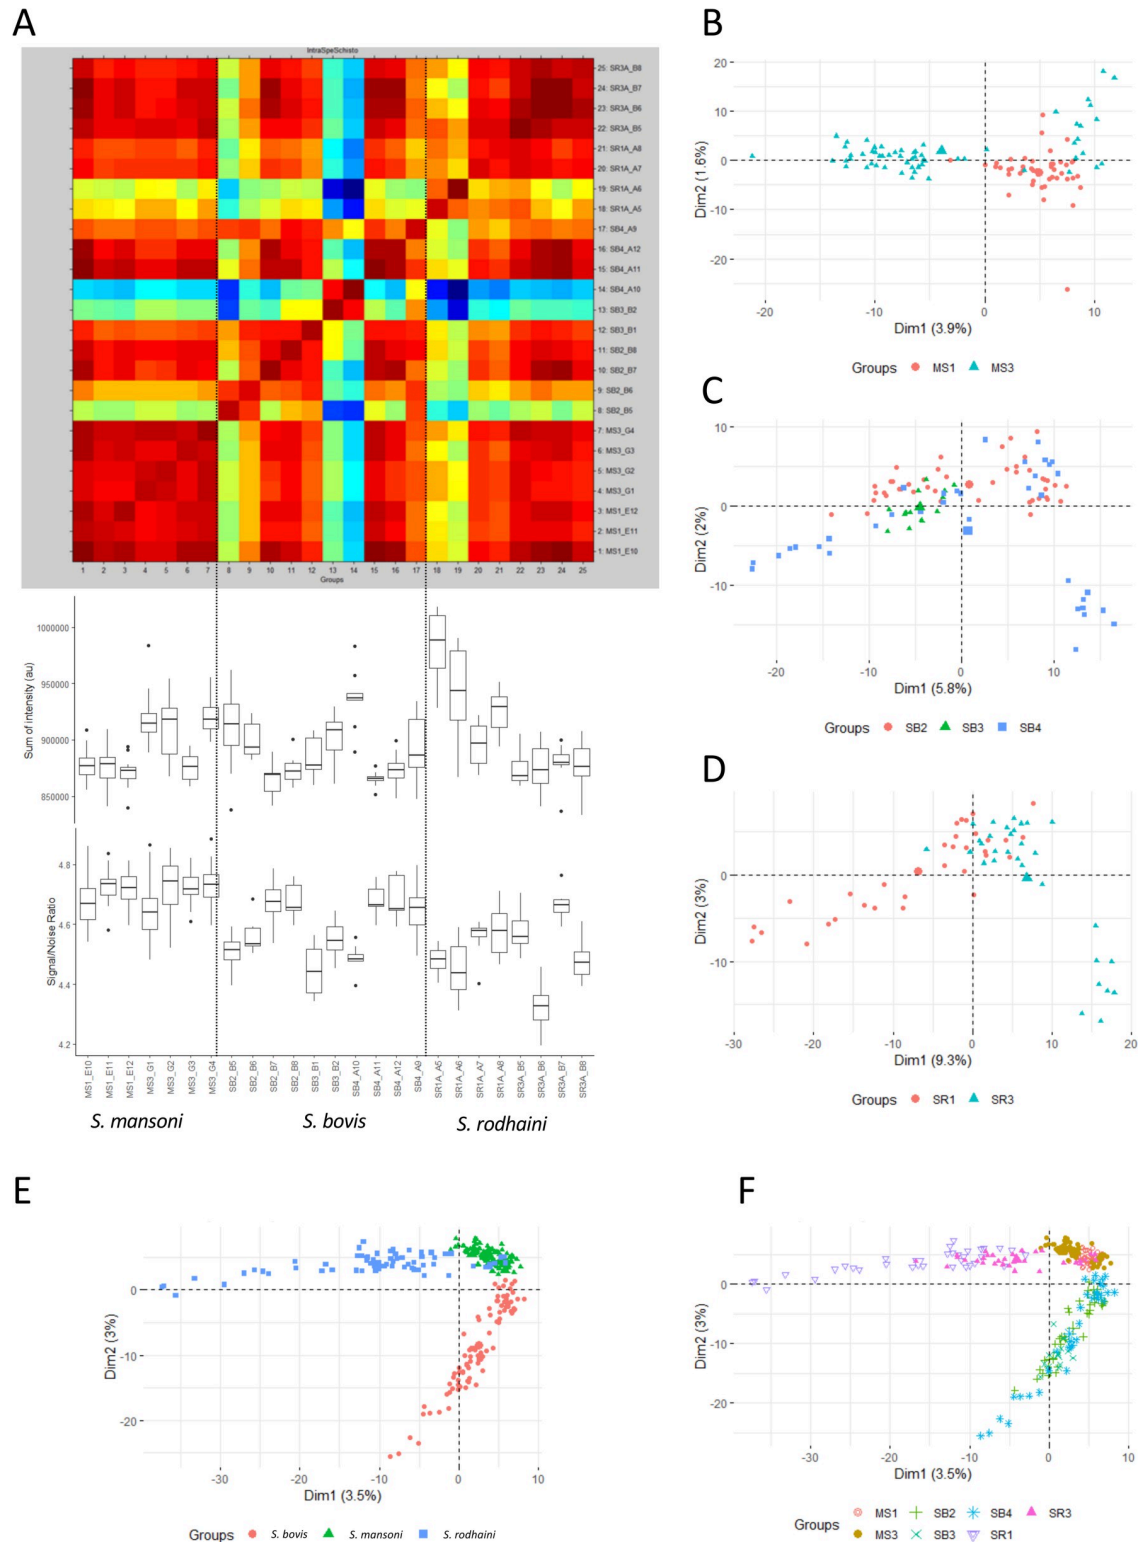 A
IntraSpeSchisto
1 2 3 4 5 6 7 8 9 10 11 12 13 14 15 16 17 18 19 20 21 22 23 24 25
25: SR3A_B8
24: SR3A_B7
23: SR3A_B6
22: SR3A_B5
21: SR1A_A8
20: SR1A_A7
19: SR1A_A6
18: SR1A_A5
17: SB4_A9
16: SB4_A12
15: SB4_A11
14: SB4_A10
13: SB3_B2
12: SB3_B1
11: SB2_B8
10: SB2_B7
9: SB2_B6
8: SB2_B5
7: MS3_G4
6: MS3_G3
5: MS3_G2
4: MS3_G1
3: MS1_E12
2: MS1_E11
1: MS1_E10
Groups
Sum of intensity (au)
1000000
950000
900000
850000
Signal/Noise Ratio
4.8
4.6
4.4
4.2
MS1_E10
MS1_E11
MS1_E12
MS3_G1
MS3_G2
MS3_G3
MS3_G4
SB2_B5
SB2_B6
SB2_B7
SB2_B8
SB3_B1
SB3_B2
SB4_A10
SB4_A11
SB4_A12
SB4_A9
SR1A_A5
SR1A_A6
SR1A_A7
SR1A_A8
SR3A_B5
SR3A_B6
SR3A_B7
SR3A_B8
S. mansoni S. bovis S. rodhaini
B
20
10
0
-10
-20
Dim2 (1.6%)
-20 -10 0 10
Dim1 (3.9%)
Groups MS1 MS3
C
10
0
-10
Dim2 (2%)
-20 -10 0 10
Dim1 (5.8%)
Groups SB2 SB3 SB4
D
0
-10
Dim2 (3%)
-30 -20 -10 0 10 20
Dim1 (9.3%)
Groups SR1 SR3
E
0
-10
-20
Dim2 (3%)
-30 -20 -10 0 10
Dim1 (3.5%)
Groups S. bovis S. mansoni S. rodhaini
F
0
-10
-20
Dim2 (3%)
-30 -20 -10 0 10
Dim1 (3.5%)
Groups
MS1 SB2 SB4 SR3
MS3 SB3 SR1